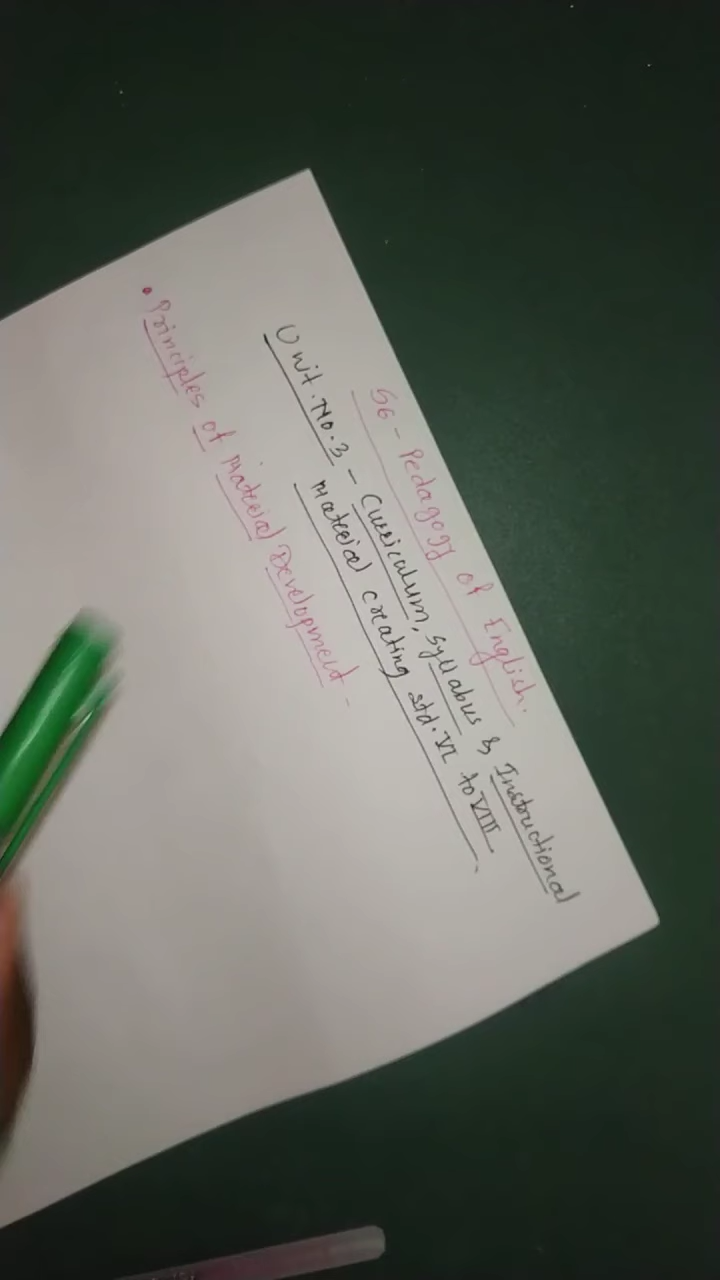 S6 - Pedagogy of English.
Unit. No. 3 - Curriculum, syllabus & Instructional
Material creating std. VI to VIII
• Principles of Material Development -